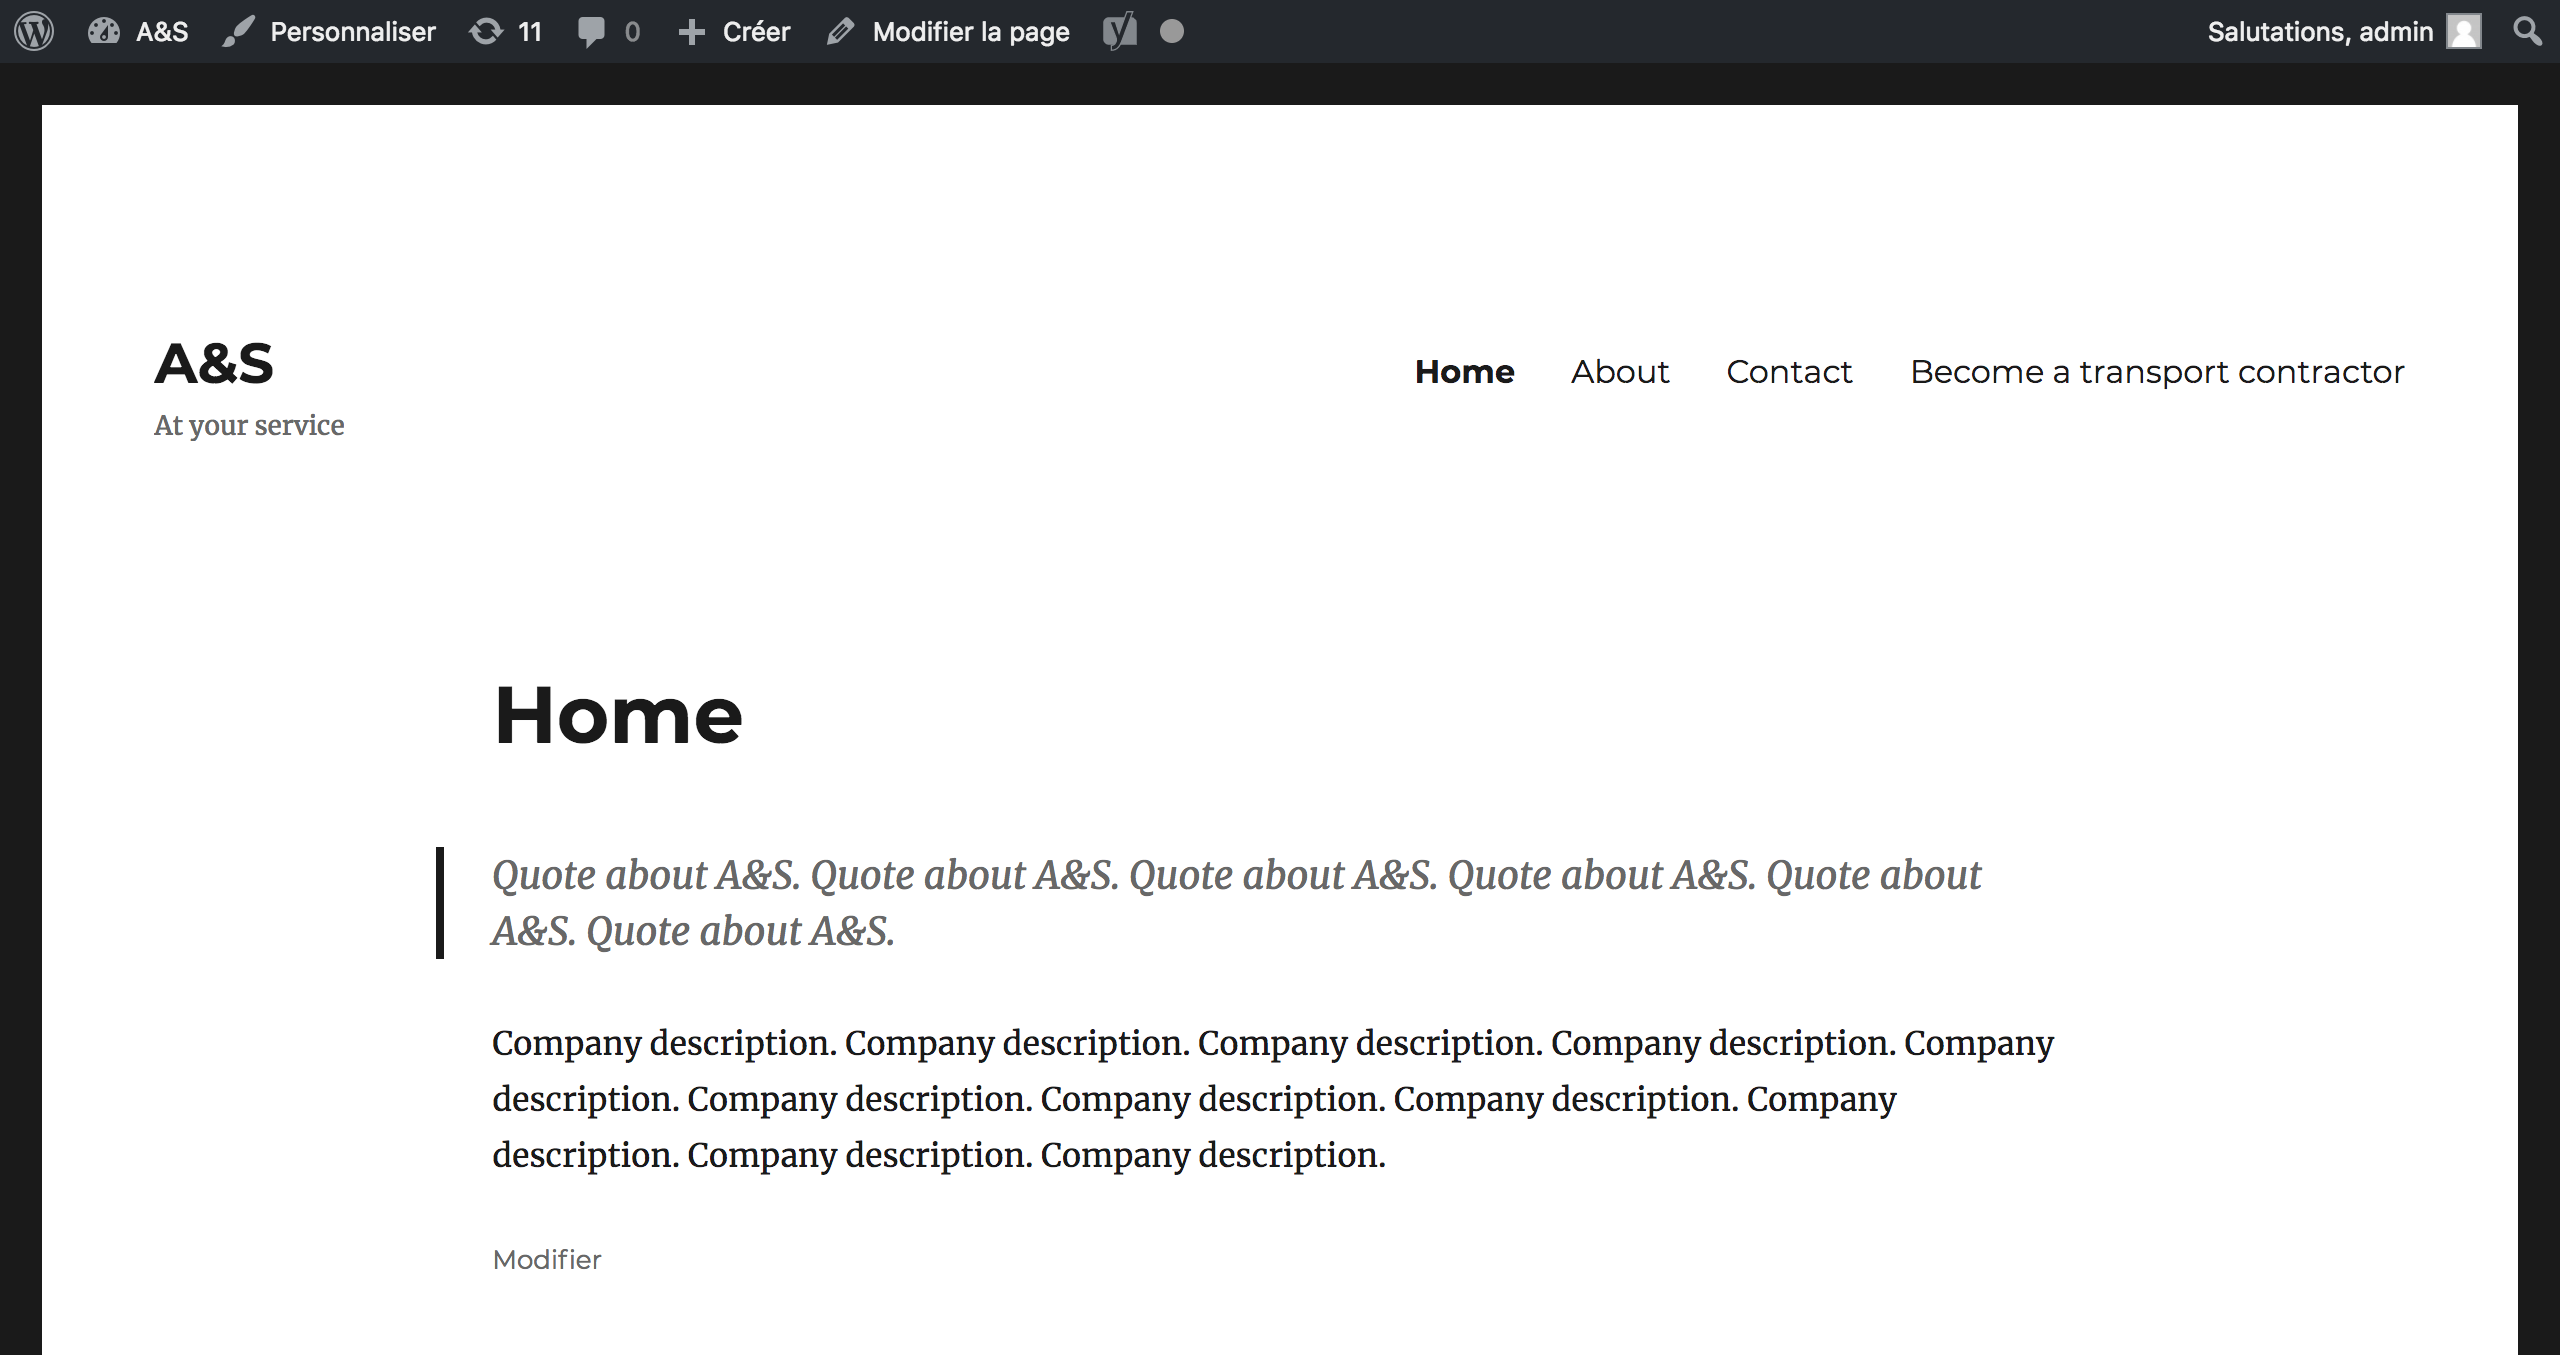 A&S Personnaliser 11 0 Créer Modifier la page Salutations, admin
A&S
Home About Contact Become a transport contractor
At your service
Home
Quote about A&S. Quote about A&S. Quote about A&S. Quote about A&S. Quote about
A&S. Quote about A&S.
Company description. Company description. Company description. Company description. Company
description. Company description. Company description. Company description. Company
description. Company description. Company description.
Modifier